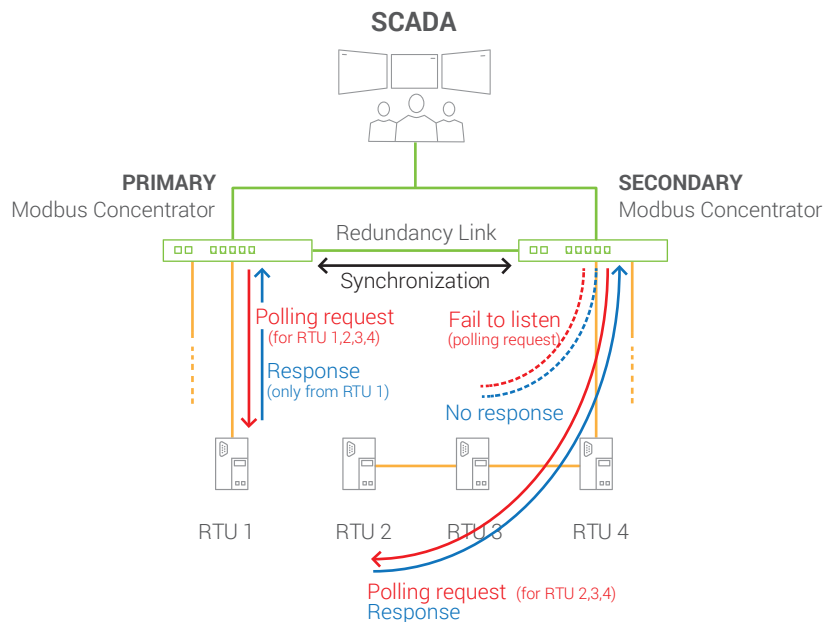 SCADA
PRIMARY
Modbus Concentrator
SECONDARY
Modbus Concentrator
Redundancy Link
Synchronization
Polling request
(for RTU 1,2,3,4)
Response
(only from RTU 1)
Fail to listen
(polling request)
No response
RTU 1
RTU 2
RTU 3
RTU 4
Polling request (for RTU 2,3,4)
Response